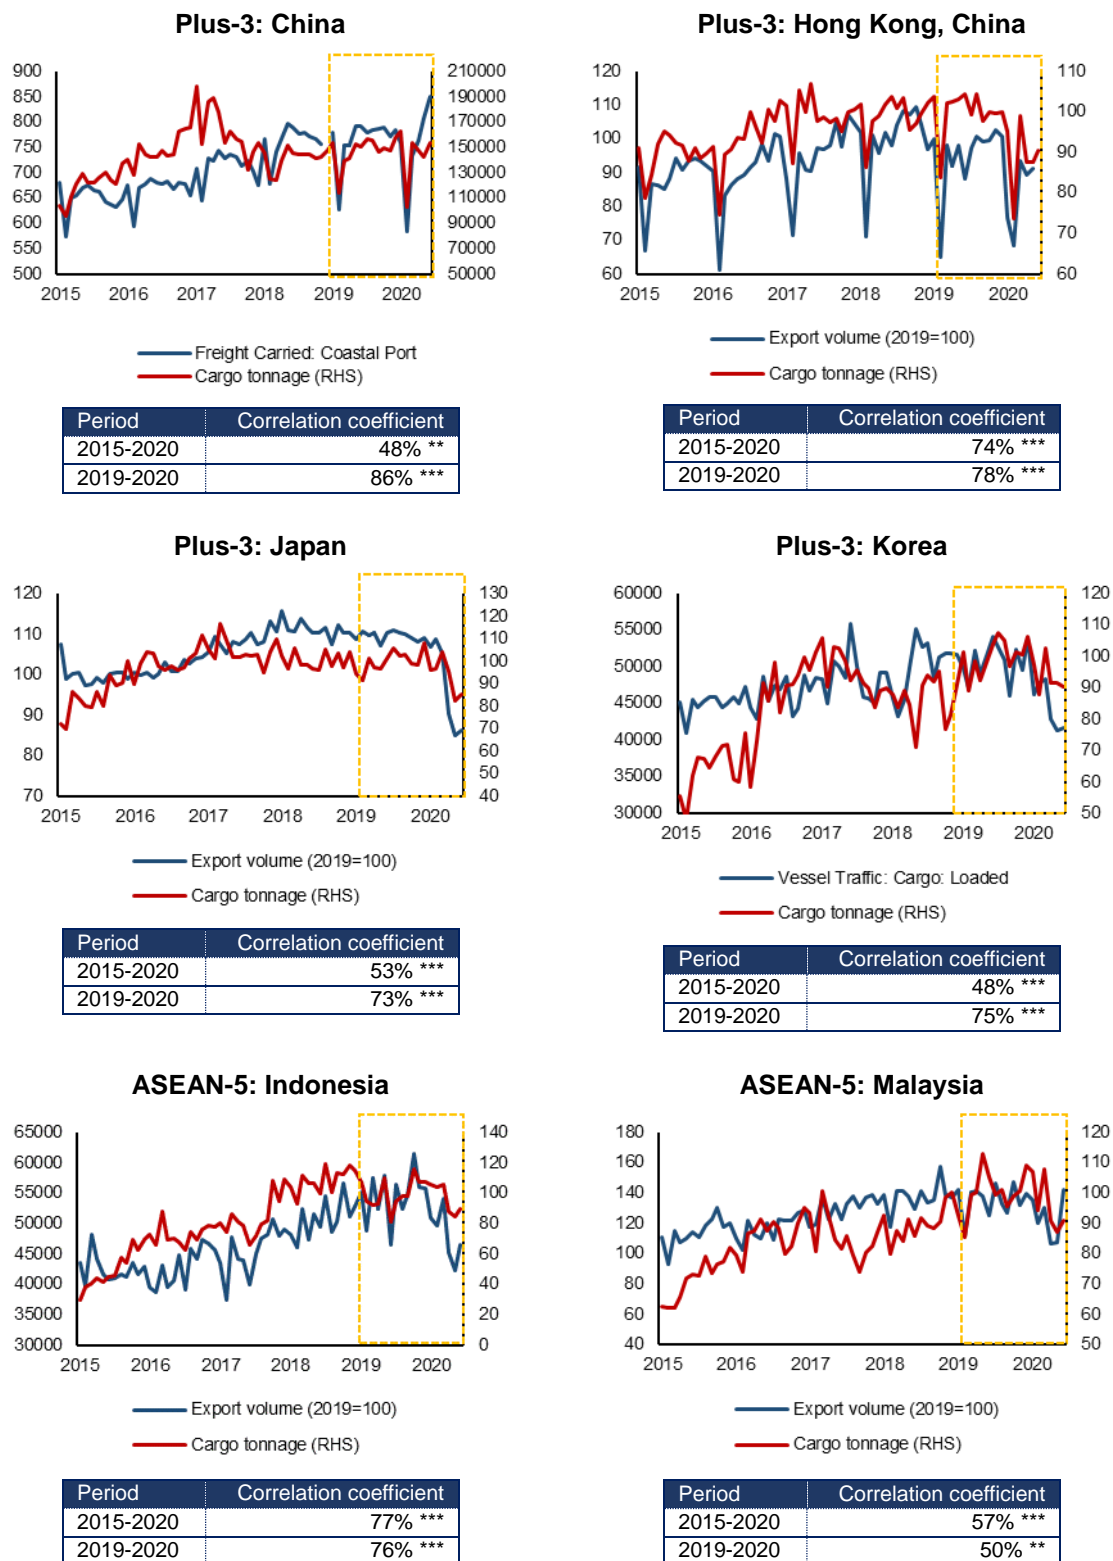 Plus-3: China
900
850
800
750
700
650
600
550
500
210000
190000
170000
150000
130000
110000
90000
70000
50000
2015 2016 2017 2018 2019 2020
Freight Carried: Coastal Port
Cargo tonnage (RHS)
Period Correlation coefficient
2015-2020 48% **
2019-2020 86% ***
Plus-3: Hong Kong, China
120
110
100
90
80
70
60
110
100
90
80
70
60
2015 2016 2017 2018 2019 2020
Export volume (2019=100)
Cargo tonnage (RHS)
Period Correlation coefficient
2015-2020 74% ***
2019-2020 78% ***
Plus-3: Japan
120
110
100
90
80
70
130
120
110
100
90
80
70
60
50
40
2015 2016 2017 2018 2019 2020
Export volume (2019=100)
Cargo tonnage (RHS)
Period Correlation coefficient
2015-2020 53% ***
2019-2020 73% ***
Plus-3: Korea
60000
55000
50000
45000
40000
35000
30000
120
110
100
90
80
70
60
50
2015 2016 2017 2018 2019 2020
Vessel Traffic: Cargo: Loaded
Cargo tonnage (RHS)
Period Correlation coefficient
2015-2020 48% ***
2019-2020 75% ***
ASEAN-5: Indonesia
65000
60000
55000
50000
45000
40000
35000
30000
140
120
100
80
60
40
20
0
2015 2016 2017 2018 2019 2020
Export volume (2019=100)
Cargo tonnage (RHS)
Period Correlation coefficient
2015-2020 77% ***
2019-2020 76% ***
ASEAN-5: Malaysia
180
160
140
120
100
80
60
40
120
110
100
90
80
70
60
50
2015 2016 2017 2018 2019 2020
Export volume (2019=100)
Cargo tonnage (RHS)
Period Correlation coefficient
2015-2020 57% ***
2019-2020 50% **